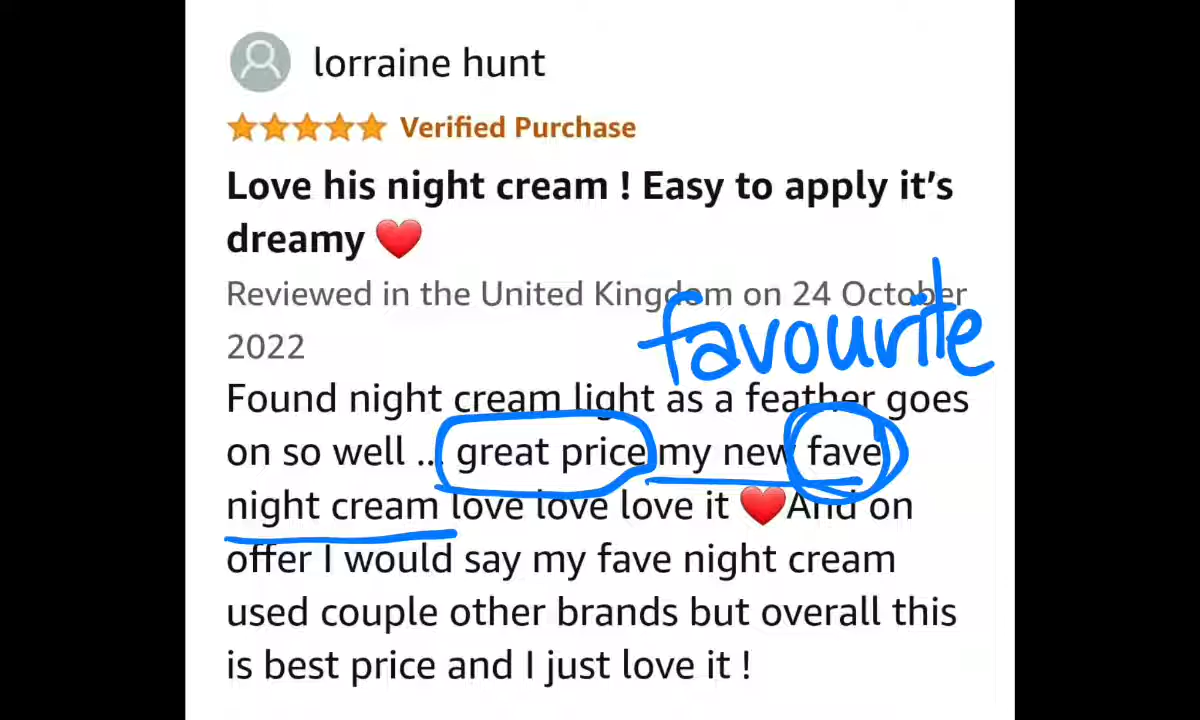 lorraine hunt
Verified Purchase
Love his night cream ! Easy to apply it's
dreamy ❤️
Reviewed in the United Kingdom on 24 October
2022
favourite
Found night cream light as a feather goes
on so well ... great price my new fave
night cream love love love it ❤️And on
offer I would say my fave night cream
used couple other brands but overall this
is best price and I just love it !